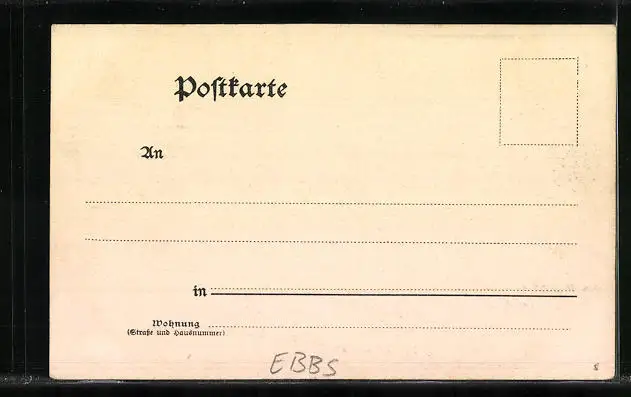 Postkarte
An
in
Wohnung
(Straße und Hausnummer)
EBBS